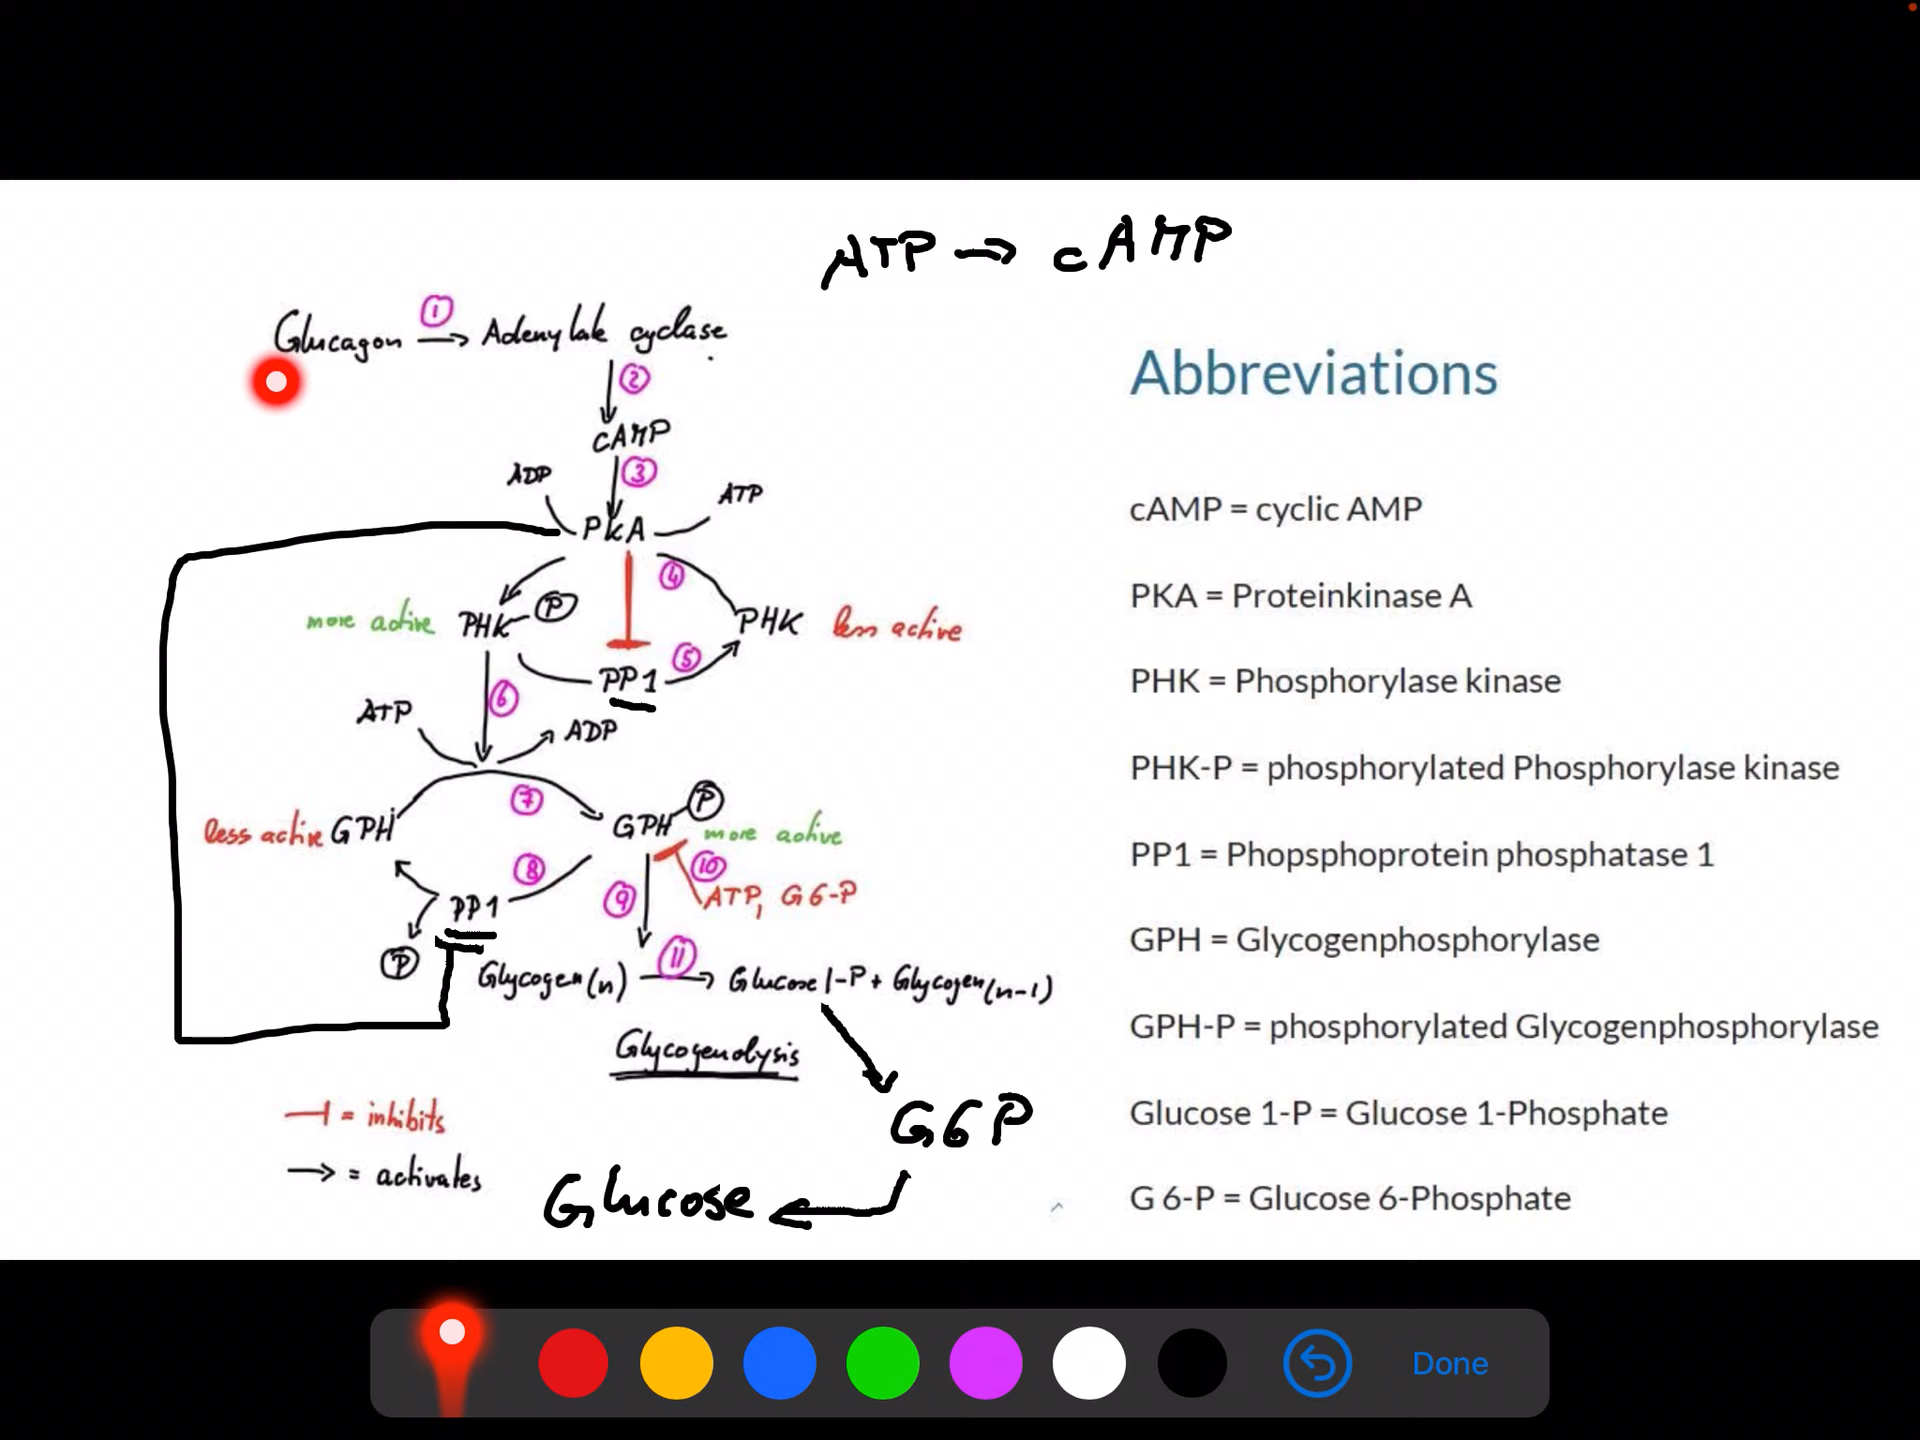 ATP → cAMP
Glucagon ① → Adenylate cyclase
②
cAMP
③
ADP
ATP
PKA
④
more active PHK-Ⓟ
PHK less active
PP1 ⑤
⑥
ATP
ADP
⑦
less active GPH
GPH-Ⓟ more active
⑧
⑨
⑩
ATP, G6-P
PP1
Ⓟ
Glycogen(n) ⑪ → Glucose 1-P + Glycogen(n-1)
Glycogenolysis
G6P
Glucose ←
⊣ = inhibits
→ = activates
Abbreviations
cAMP = cyclic AMP
PKA = Proteinkinase A
PHK = Phosphorylase kinase
PHK-P = phosphorylated Phosphorylase kinase
PP1 = Phopsphoprotein phosphatase 1
GPH = Glycogenphosphorylase
GPH-P = phosphorylated Glycogenphosphorylase
Glucose 1-P = Glucose 1-Phosphate
G 6-P = Glucose 6-Phosphate
Done